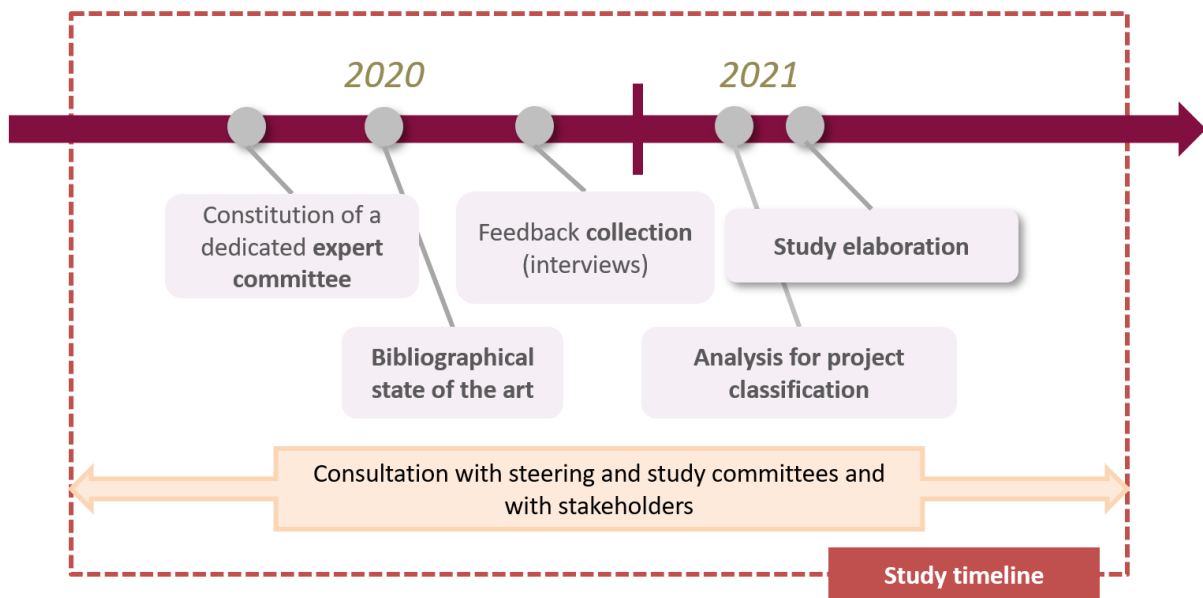 2020
2021
Constitution of a
dedicated expert
committee
Feedback collection
(interviews)
Study elaboration
Bibliographical
state of the art
Analysis for project
classification
Consultation with steering and study committees and
with stakeholders
Study timeline